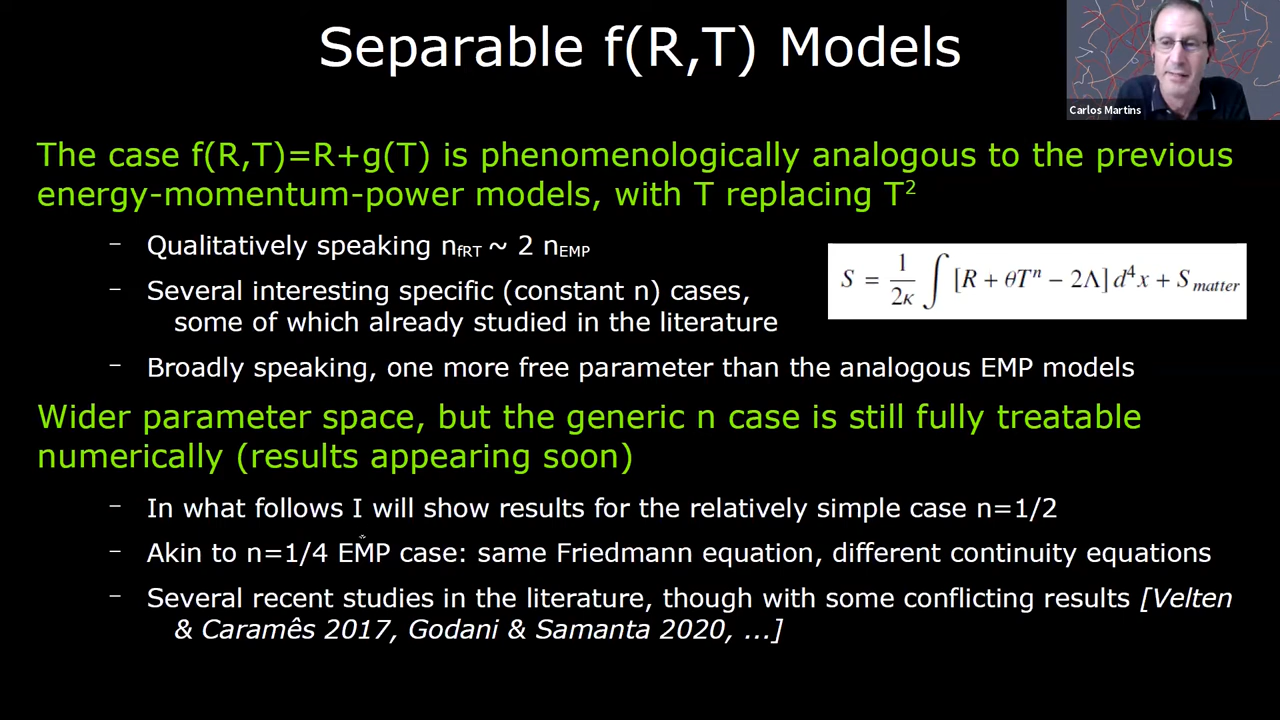 Separable f(R,T) Models
Carlos Martins
The case f(R,T)=R+g(T) is phenomenologically analogous to the previous
energy-momentum-power models, with T replacing T²
– Qualitatively speaking nfRT ~ 2 nEMP
S = 1/2κ ∫ [R + θTⁿ − 2Λ] d⁴x + Smatter
– Several interesting specific (constant n) cases,
some of which already studied in the literature
– Broadly speaking, one more free parameter than the analogous EMP models
Wider parameter space, but the generic n case is still fully treatable
numerically (results appearing soon)
– In what follows I will show results for the relatively simple case n=1/2
– Akin to n=1/4 EMP case: same Friedmann equation, different continuity equations
– Several recent studies in the literature, though with some conflicting results [Velten
& Caramês 2017, Godani & Samanta 2020, …]